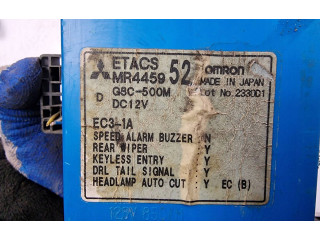 ETACS
MR4459 52 omron
MADE IN JAPAN
D G8C-500M Lot No. 2330C1
DC12V
EC3-1A
SPEED ALARM BUZZER : N
REAR WIPER : Y
KEYLESS ENTRY : Y
DRL TAIL SIGNAL : Y
HEADLAMP AUTO CUT : Y EC (B)